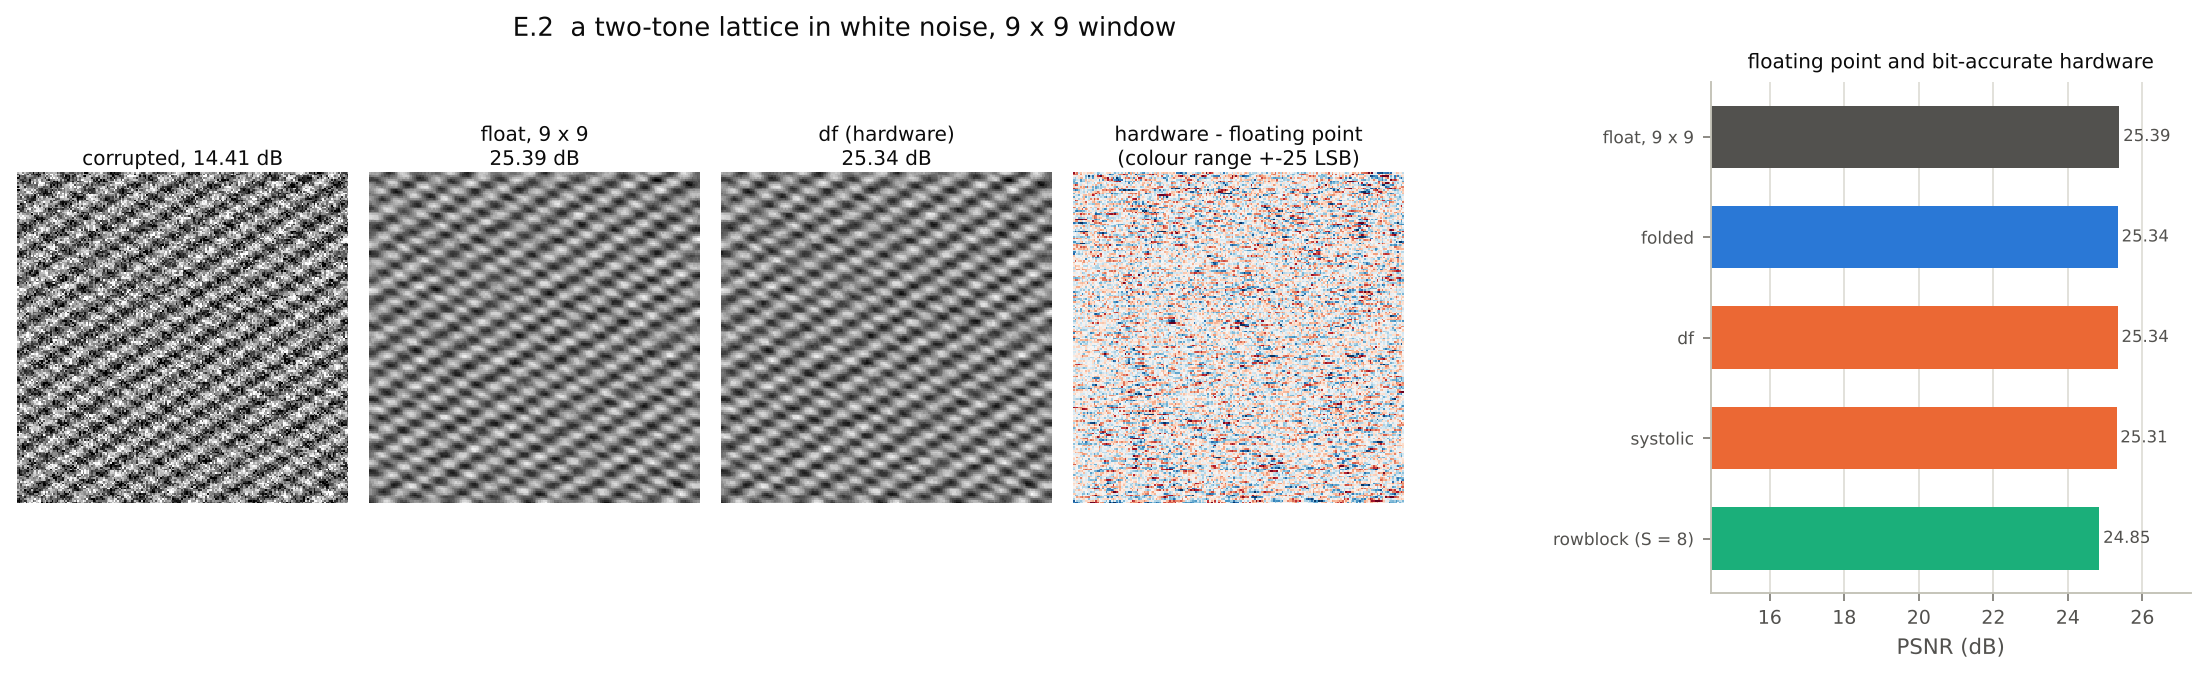 E.2  a two-tone lattice in white noise, 9 x 9 window
corrupted, 14.41 dB
float, 9 x 9
25.39 dB
df (hardware)
25.34 dB
hardware - floating point
(colour range +-25 LSB)
floating point and bit-accurate hardware
float, 9 x 9
25.39
folded
25.34
df
25.34
systolic
25.31
rowblock (S = 8)
24.85
16 18 20 22 24 26
PSNR (dB)